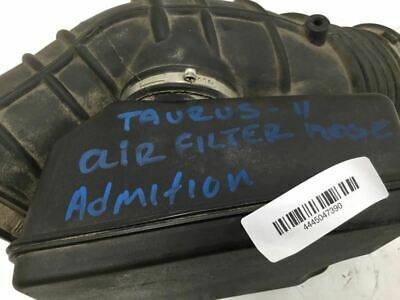 TAURUS-11
AIR FILTER HOSE
Admition
4445047390